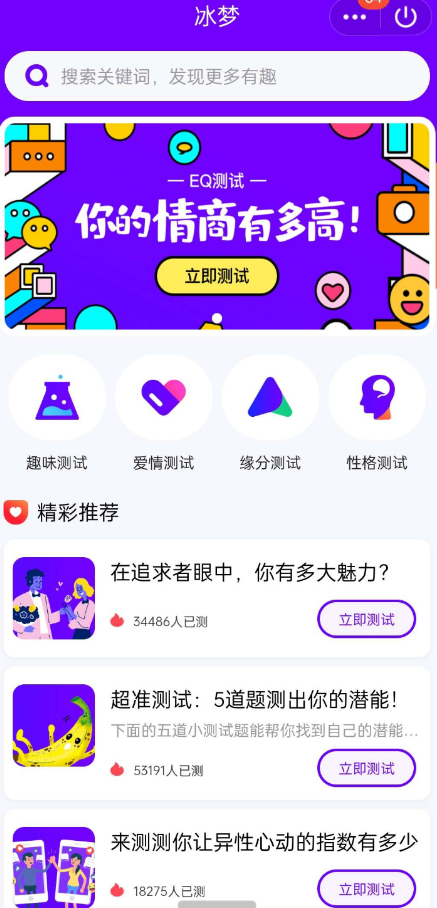 冰梦
搜索关键词，发现更多有趣
— EQ测试 —
你的情商有多高！
立即测试
趣味测试
爱情测试
缘分测试
性格测试
精彩推荐
在追求者眼中，你有多大魅力？
34486人已测
立即测试
超准测试：5道题测出你的潜能！
下面的五道小测试题能帮你找到自己的潜能...
53191人已测
立即测试
来测测你让异性心动的指数有多少
18275人已测
立即测试